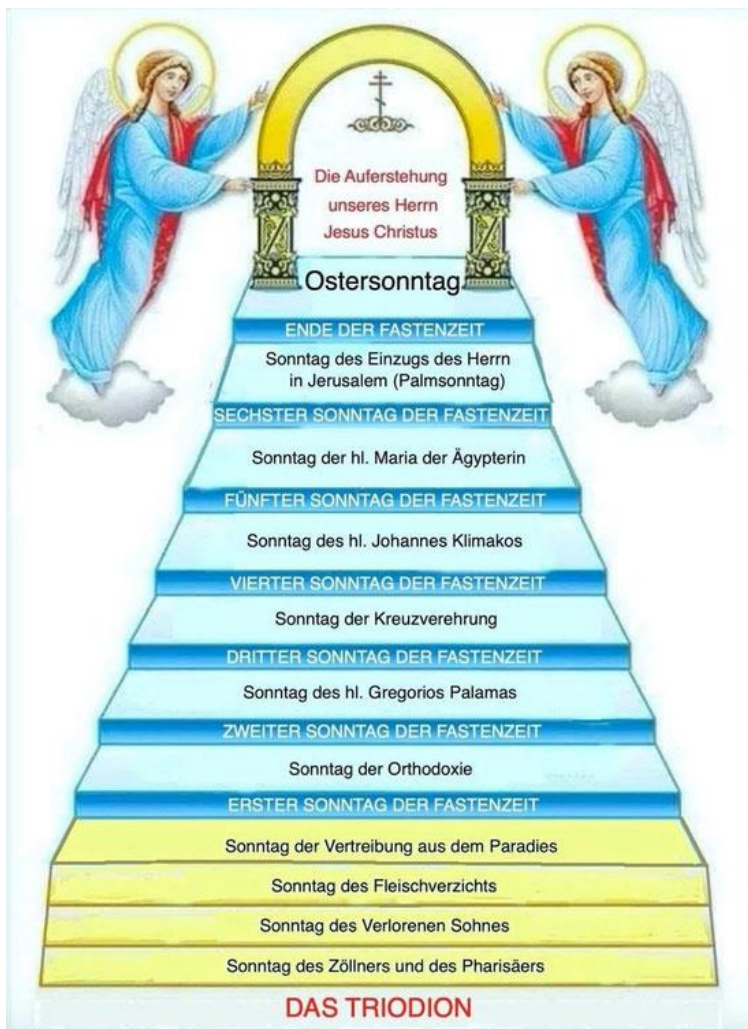 Die Auferstehung
unseres Herrn
Jesus Christus
Ostersonntag
ENDE DER FASTENZEIT
Sonntag des Einzugs des Herrn
in Jerusalem (Palmsonntag)
SECHSTER SONNTAG DER FASTENZEIT
Sonntag der hl. Maria der Ägypterin
FÜNFTER SONNTAG DER FASTENZEIT
Sonntag des hl. Johannes Klimakos
VIERTER SONNTAG DER FASTENZEIT
Sonntag der Kreuzverehrung
DRITTER SONNTAG DER FASTENZEIT
Sonntag des hl. Gregorios Palamas
ZWEITER SONNTAG DER FASTENZEIT
Sonntag der Orthodoxie
ERSTER SONNTAG DER FASTENZEIT
Sonntag der Vertreibung aus dem Paradies
Sonntag des Fleischverzichts
Sonntag des Verlorenen Sohnes
Sonntag des Zöllners und des Pharisäers
DAS TRIODION